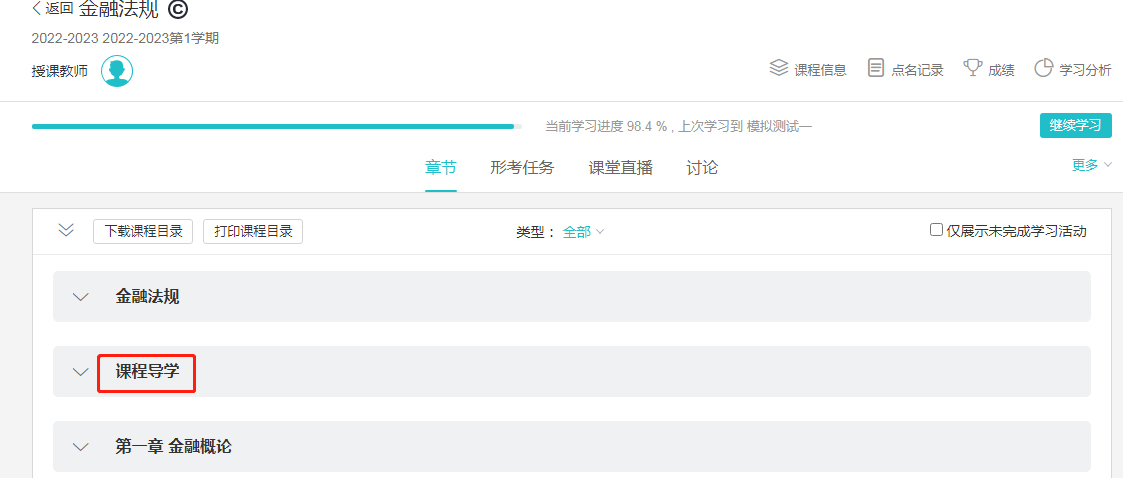 返回 金融法规 ©
2022-2023 2022-2023第1学期
授课教师
课程信息 点名记录 成绩 学习分析
当前学习进度 98.4 % , 上次学习到 模拟测试一 继续学习
章节 形考任务 课堂直播 讨论 更多
下载课程目录 打印课程目录 类型： 全部 仅展示未完成学习活动
金融法规
课程导学
第一章 金融概论